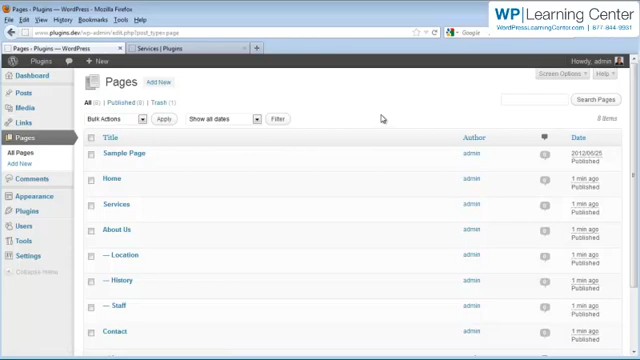 Pages - Plugins — WordPress - Mozilla Firefox
File Edit View History Bookmarks Tools Help
Pages - Plugins — WordPress
Services | Plugins
www.plugins.dev/wp-admin/edit.php?post_type=page
Google
WP|Learning Center
WordPressLearningCenter.com | 877-844-9931
Plugins + New Howdy, admin
Dashboard
Posts
Media
Links
Pages
All Pages
Add New
Comments
Appearance
Plugins
Users
Tools
Settings
Collapse menu
Screen Options Help
Pages Add New
Search Pages
All (8) | Published (8) | Trash (1)
Bulk Actions Apply Show all dates Filter 8 items
Title Author Date
Sample Page admin 0 2012/06/25
Published
Home admin 0 1 min ago
Published
Services admin 0 1 min ago
Published
About Us admin 0 1 min ago
Published
— Location admin 0 1 min ago
Published
— History admin 0 1 min ago
Published
— Staff admin 0 1 min ago
Published
Contact admin 0 1 min ago
Published